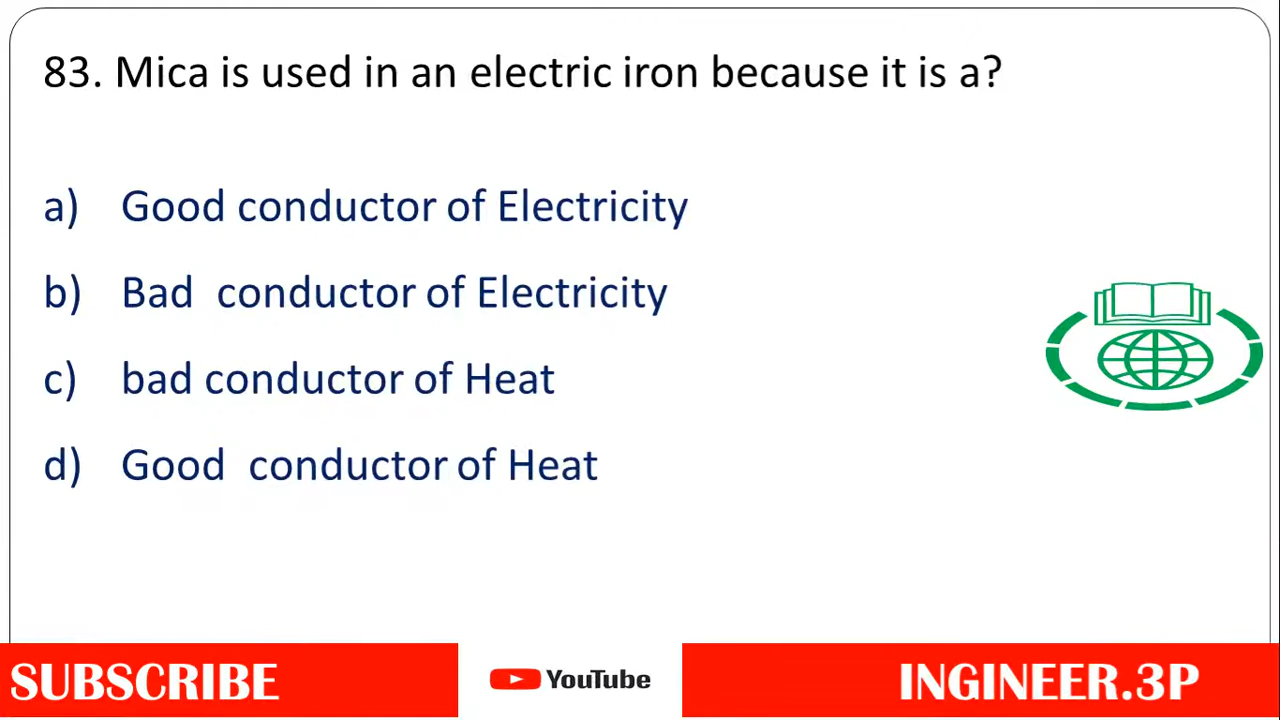 83. Mica is used in an electric iron because it is a?
a) Good conductor of Electricity
b) Bad conductor of Electricity
c) bad conductor of Heat
d) Good conductor of Heat
SUBSCRIBE YouTube INGINEER.3P